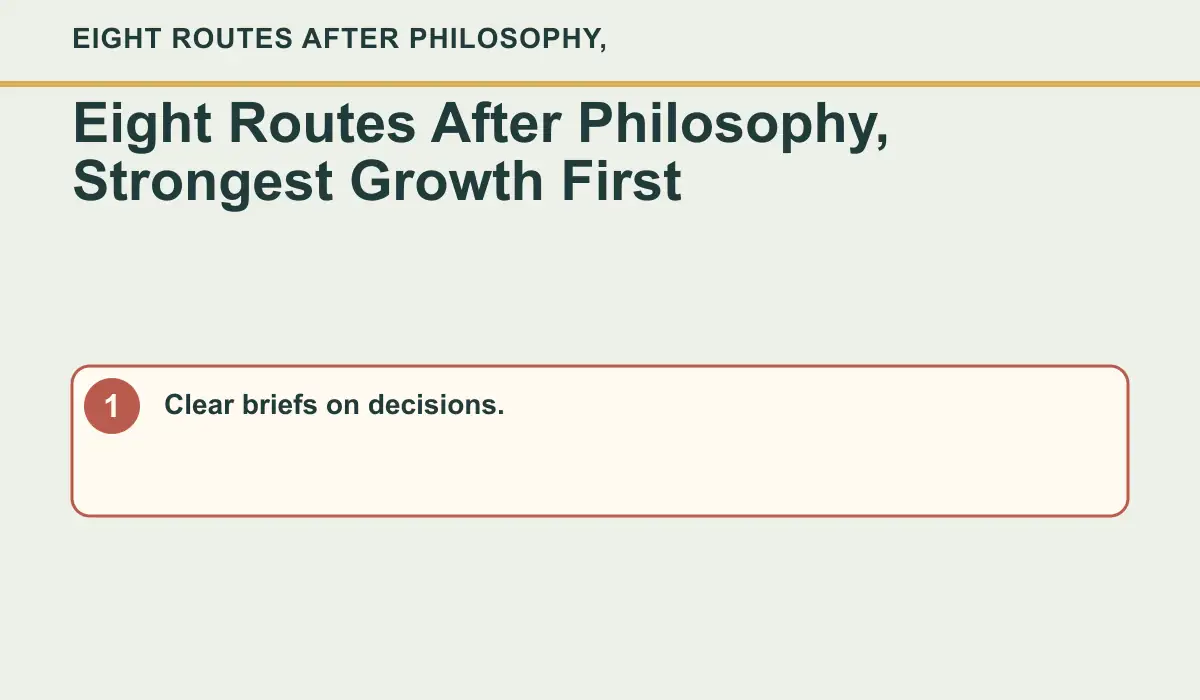 EIGHT ROUTES AFTER PHILOSOPHY,
Eight Routes After Philosophy,
Strongest Growth First
1 Clear briefs on decisions.